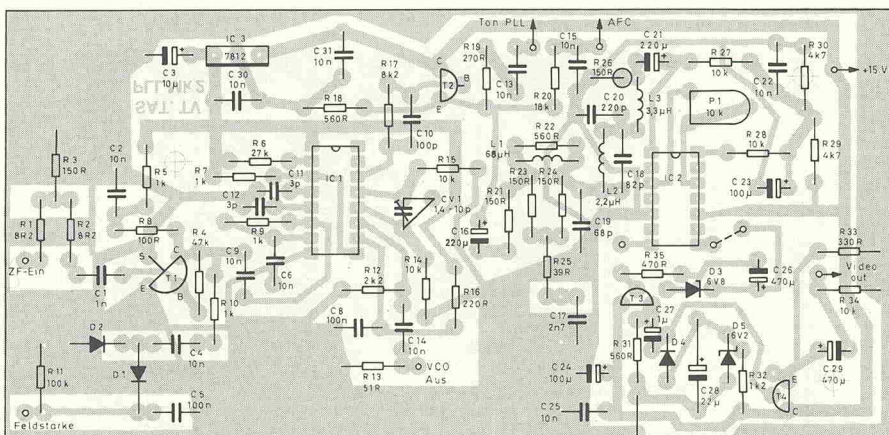 Ton PLL
AFC
IC 3
7812
C 3
10µ
C 30
10n
C 31
10n
PLL Mk2
SAT. TV
R 17
8k2
C
B
T 2
E
R 19
270R
C 13
10n
C 15
10n
R 20
18k
R 26
150R
C 21
220µ
R 27
10k
C 22
10n
R 30
4k7
+15 V
R 18
560R
C 10
100p
C 20
220p
L 3
3,3µH
P 1
10k
R 3
150R
C 2
10n
R 5
1k
R 7
1k
R 6
27k
C 11
3p
C 12
3p
R 9
1k
IC 1
R 15
10k
L 1
68µH
R 22
560R
L 2
2,2µH
C 18
82p
IC 2
R 28
10k
C 23
100µ
R 29
4k7
R 1
8R2
R 2
8R2
R 8
100R
R 4
47k
CV 1
1,4-10p
R 21
150R
R 23
150R
R 24
150R
C 16
220µ
C 19
68p
R 33
330R
ZF-Ein
C 1
1n
S
C
T 1
E
B
C 9
10n
C 6
10n
R 10
1k
R 12
2k2
R 14
10k
R 16
220R
R 25
39R
R 35
470R
D 3
6V8
C 26
470µ
Video
out
R 34
10k
D 2
D 1
C 4
10n
C 8
100n
C 14
10n
C 17
2n7
T 3
C 27
1µ
R 31
560R
D 4
D 5
6V2
R 11
100k
R 13
51R
VCO
Aus
C 24
100µ
C 28
22µ
R 32
1k2
C 29
470µ
E
T 4
C
C 5
100n
C 25
10n
Feldstärke